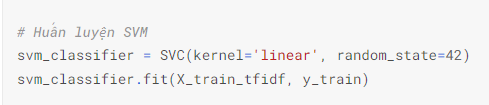 # Huấn luyện SVM
svm_classifier = SVC(kernel='linear', random_state=42)
svm_classifier.fit(X_train_tfidf, y_train)